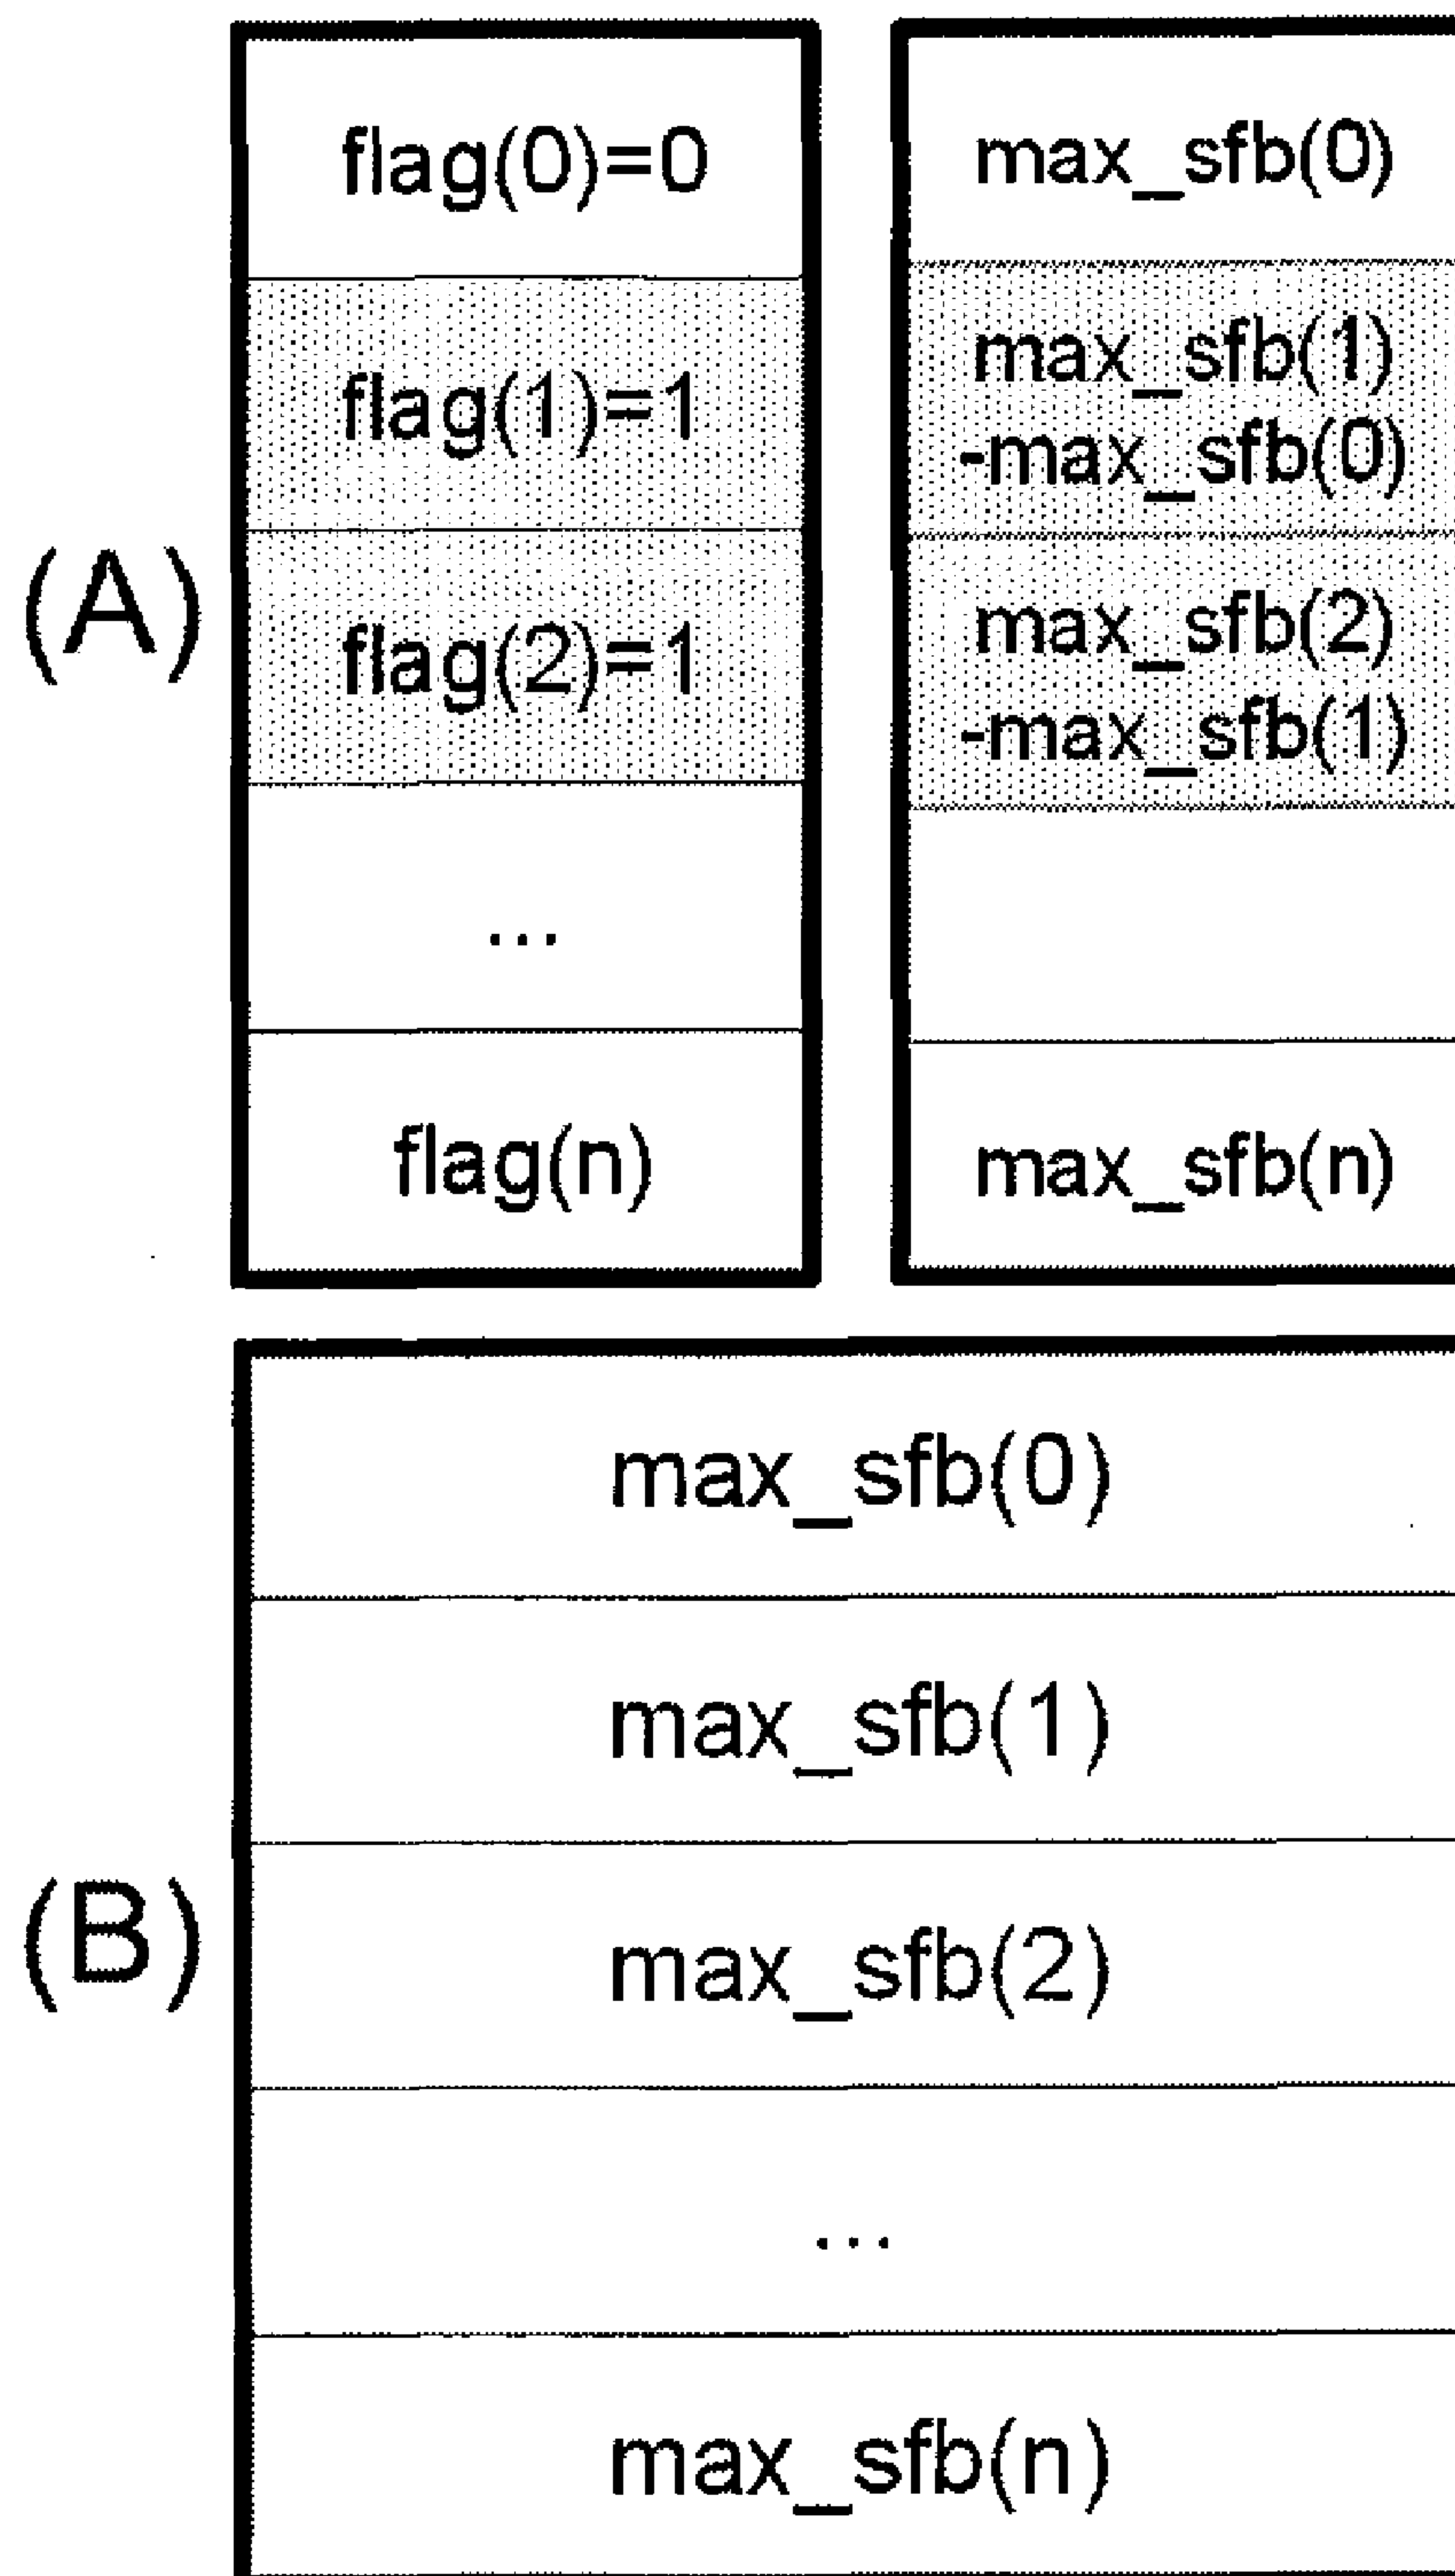 (A)
flag(0)=0
flag(1)=1
flag(2)=1
...
flag(n)
max_sfb(0)
max_sfb(1)
-max_sfb(0)
max_sfb(2)
-max_sfb(1)
max_sfb(n)
(B)
max_sfb(0)
max_sfb(1)
max_sfb(2)
...
max_sfb(n)